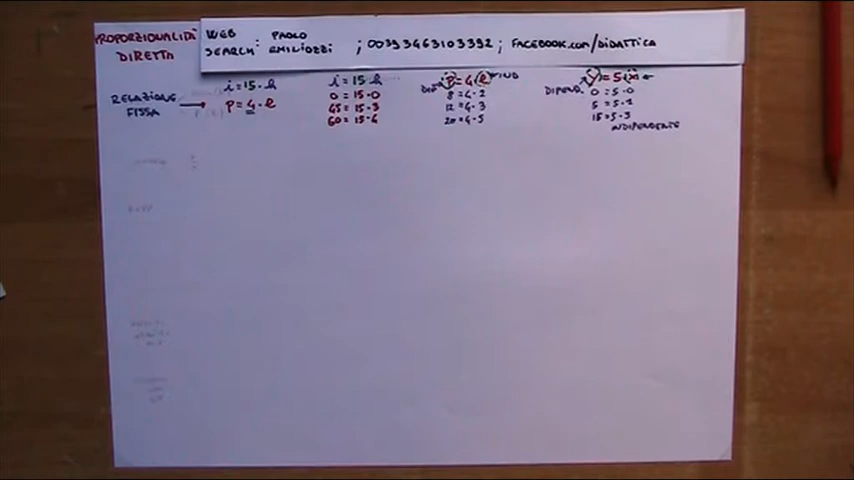 PROPORZIONALITÀ
DIRETTA
WEB PAOLO
SEARCH: EMILIOZZI ; 00393463103392 ; FACEBOOK.COM/DIDATTICA
RELAZIONE
FISSA
i = 15 · h
P = 4 · l
i = 15 · h
0 = 15 · 0
45 = 15 · 3
60 = 15 · 4
DIP P = 4 · l IND
8 = 4 · 2
12 = 4 · 3
20 = 4 · 5
DIPEND. Y = 5 · x
0 = 5 · 0
5 = 5 · 1
15 = 5 · 3
INDIPENDENTE